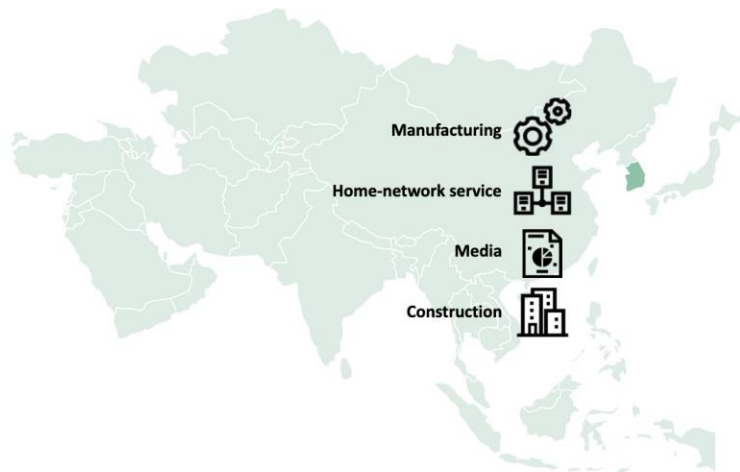 Manufacturing
Home-network service
Media
Construction